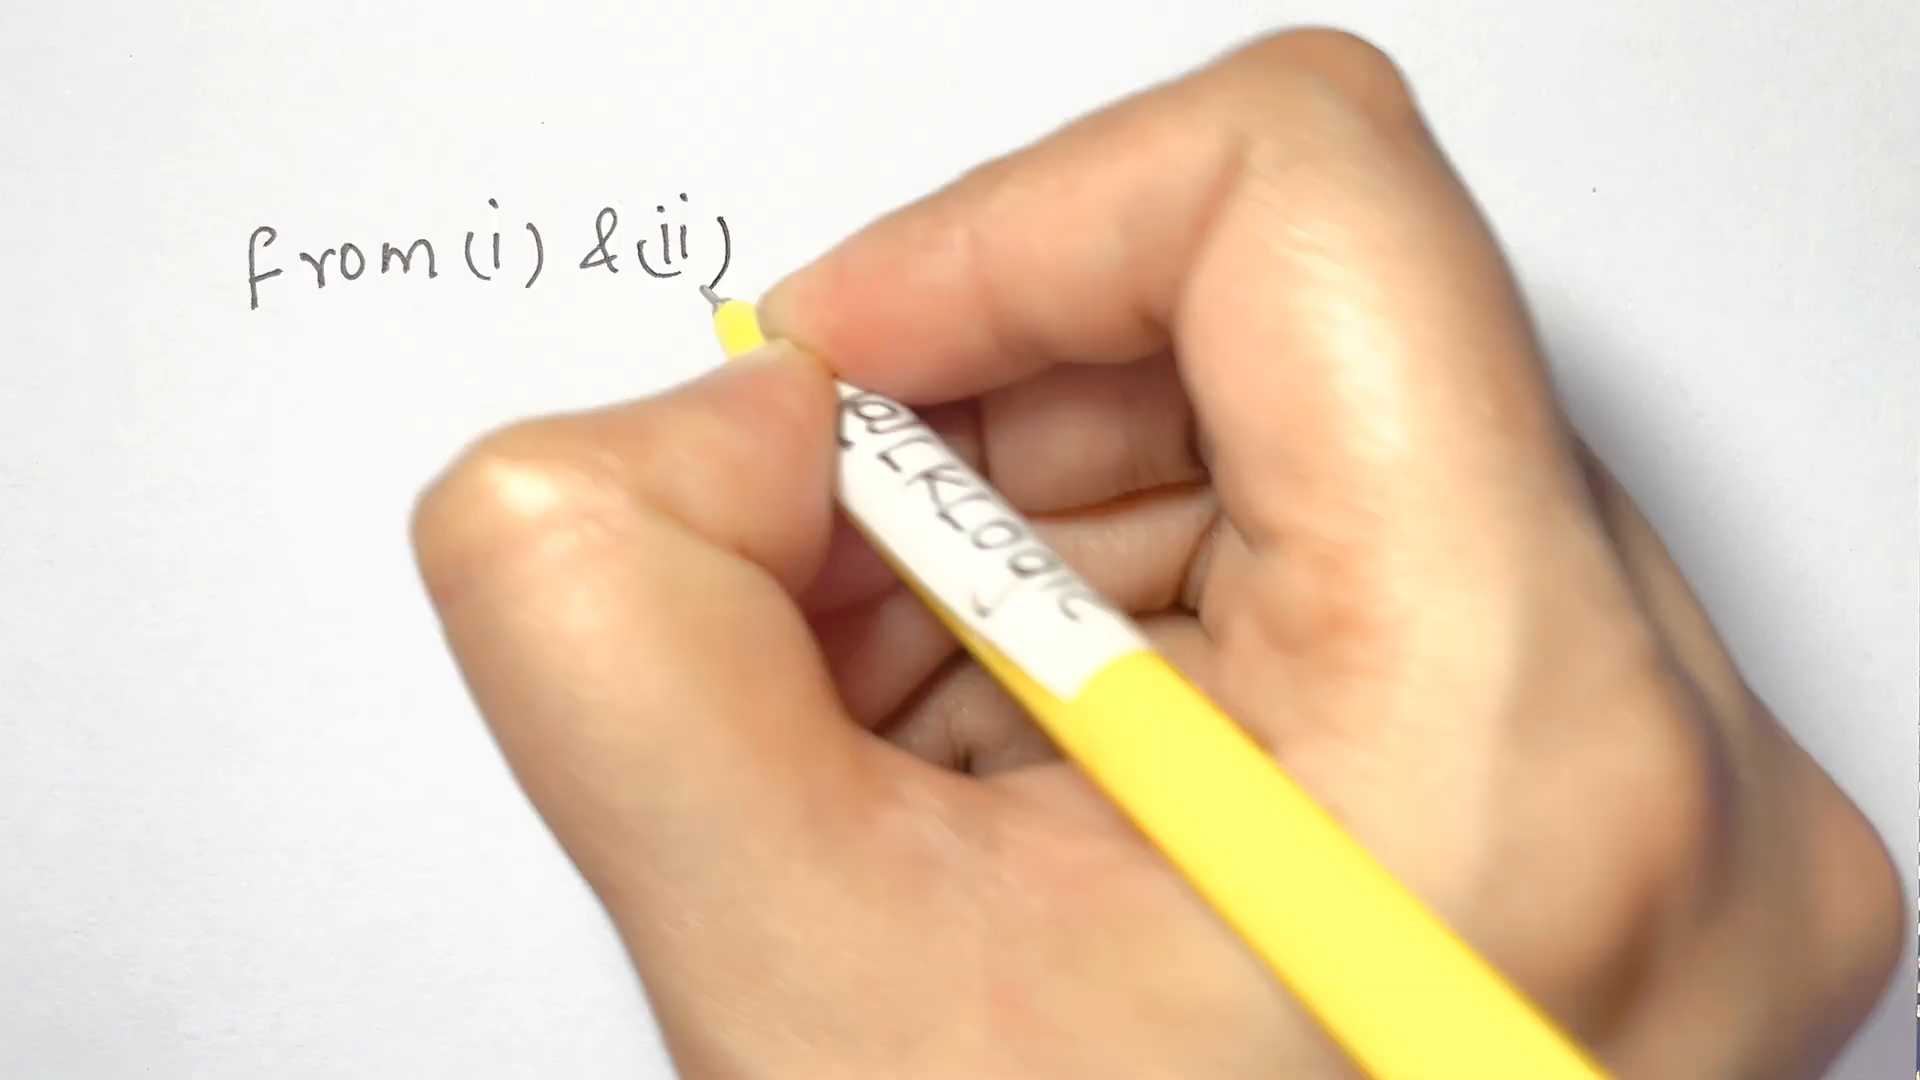 from (i) & (ii)